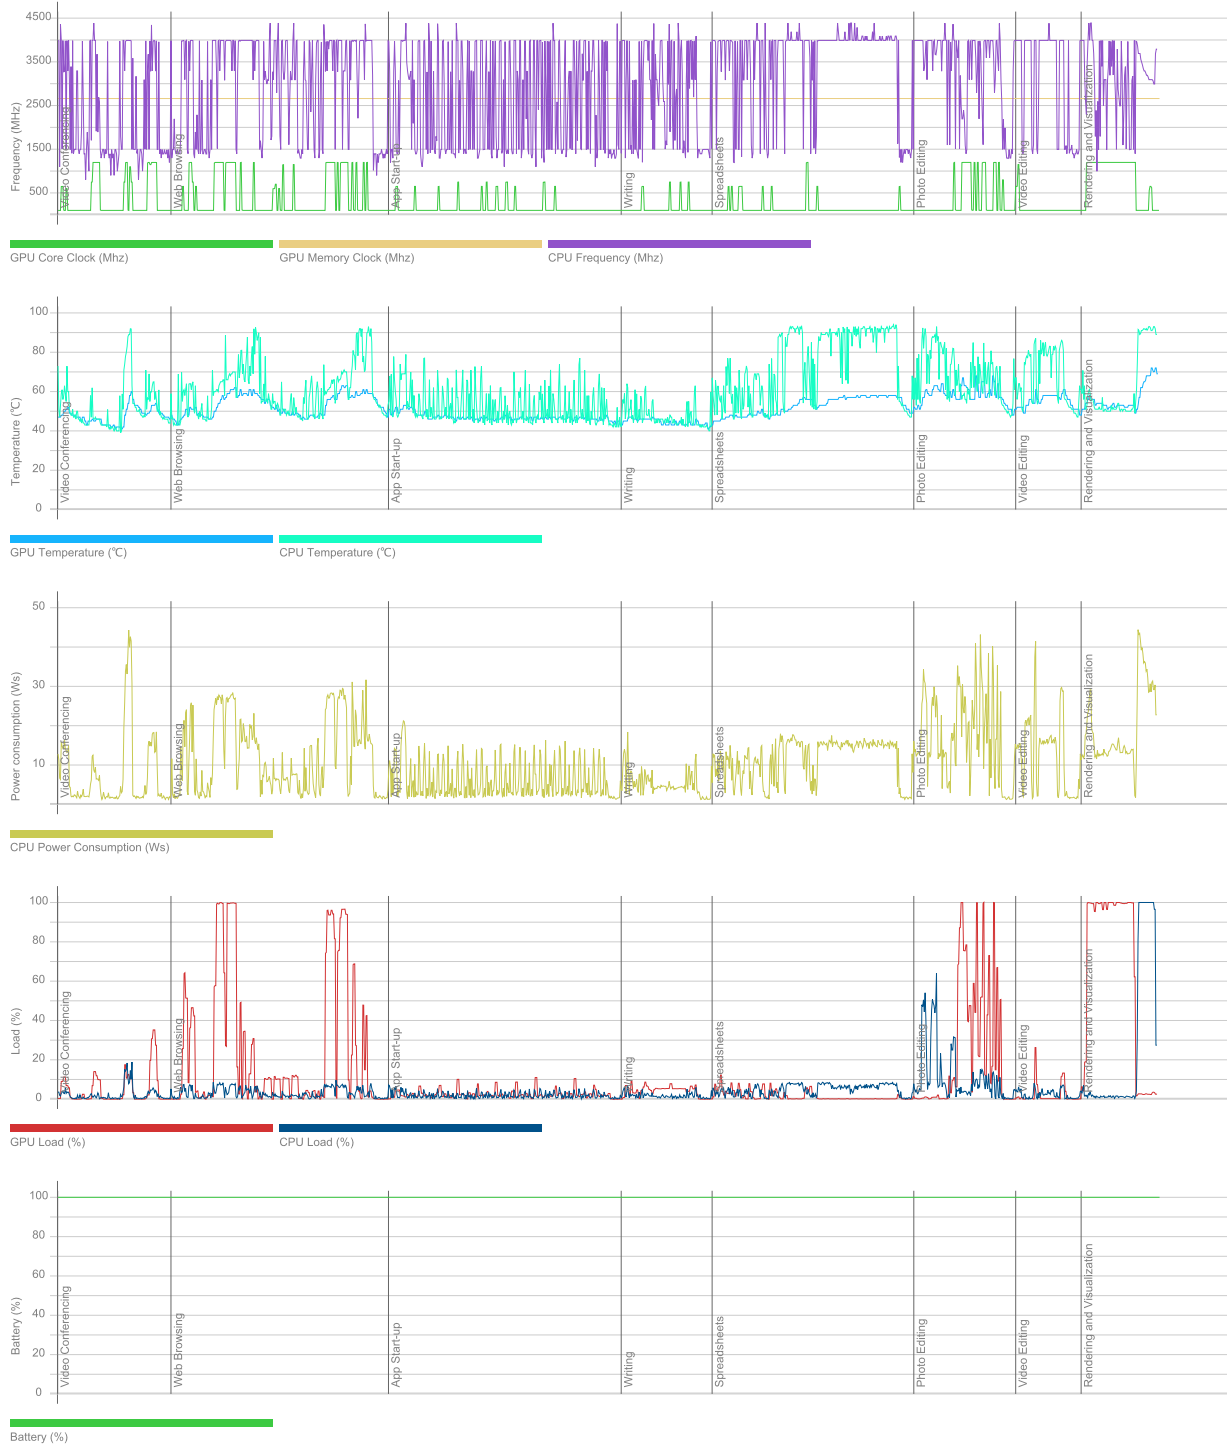 Frequency (MHz)
4500
3500
2500
1500
500
Video Conferencing
Web Browsing
App Start-up
Writing
Spreadsheets
Photo Editing
Video Editing
Rendering and Visualization
GPU Core Clock (Mhz)
GPU Memory Clock (Mhz)
CPU Frequency (Mhz)
Temperature (℃)
100
80
60
40
20
0
Video Conferencing
Web Browsing
App Start-up
Writing
Spreadsheets
Photo Editing
Video Editing
Rendering and Visualization
GPU Temperature (℃)
CPU Temperature (℃)
Power consumption (Ws)
50
30
10
Video Conferencing
Web Browsing
App Start-up
Writing
Spreadsheets
Photo Editing
Video Editing
Rendering and Visualization
CPU Power Consumption (Ws)
Load (%)
100
80
60
40
20
0
Video Conferencing
Web Browsing
App Start-up
Writing
Spreadsheets
Photo Editing
Video Editing
Rendering and Visualization
GPU Load (%)
CPU Load (%)
Battery (%)
100
80
60
40
20
0
Video Conferencing
Web Browsing
App Start-up
Writing
Spreadsheets
Photo Editing
Video Editing
Rendering and Visualization
Battery (%)